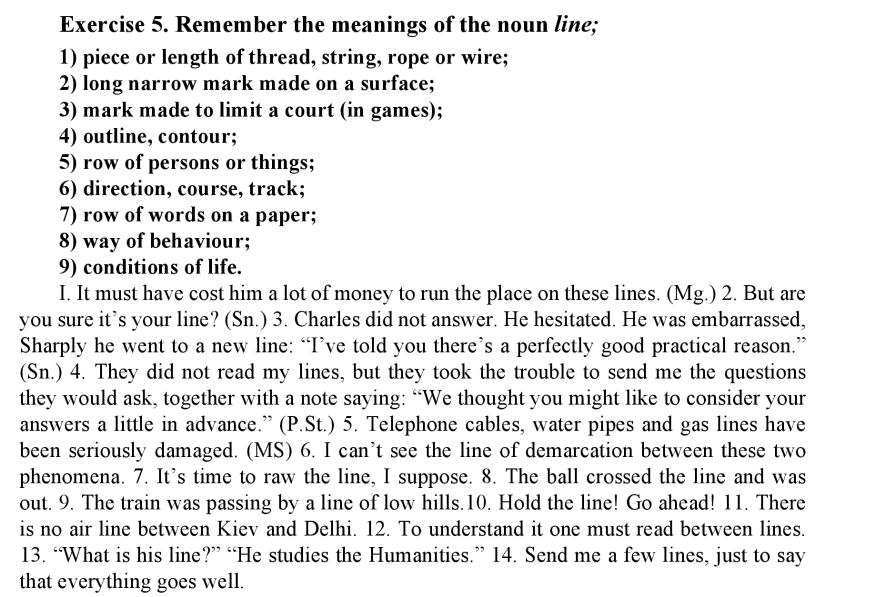 Exercise 5. Remember the meanings of the noun line;
1) piece or length of thread, string, rope or wire;
2) long narrow mark made on a surface;
3) mark made to limit a court (in games);
4) outline, contour;
5) row of persons or things;
6) direction, course, track;
7) row of words on a paper;
8) way of behaviour;
9) conditions of life.
I. It must have cost him a lot of money to run the place on these lines. (Mg.) 2. But are
you sure it’s your line? (Sn.) 3. Charles did not answer. He hesitated. He was embarrassed,
Sharply he went to a new line: “I’ve told you there’s a perfectly good practical reason.”
(Sn.) 4. They did not read my lines, but they took the trouble to send me the questions
they would ask, together with a note saying: “We thought you might like to consider your
answers a little in advance.” (P.St.) 5. Telephone cables, water pipes and gas lines have
been seriously damaged. (MS) 6. I can’t see the line of demarcation between these two
phenomena. 7. It’s time to raw the line, I suppose. 8. The ball crossed the line and was
out. 9. The train was passing by a line of low hills.10. Hold the line! Go ahead! 11. There
is no air line between Kiev and Delhi. 12. To understand it one must read between lines.
13. “What is his line?” “He studies the Humanities.” 14. Send me a few lines, just to say
that everything goes well.